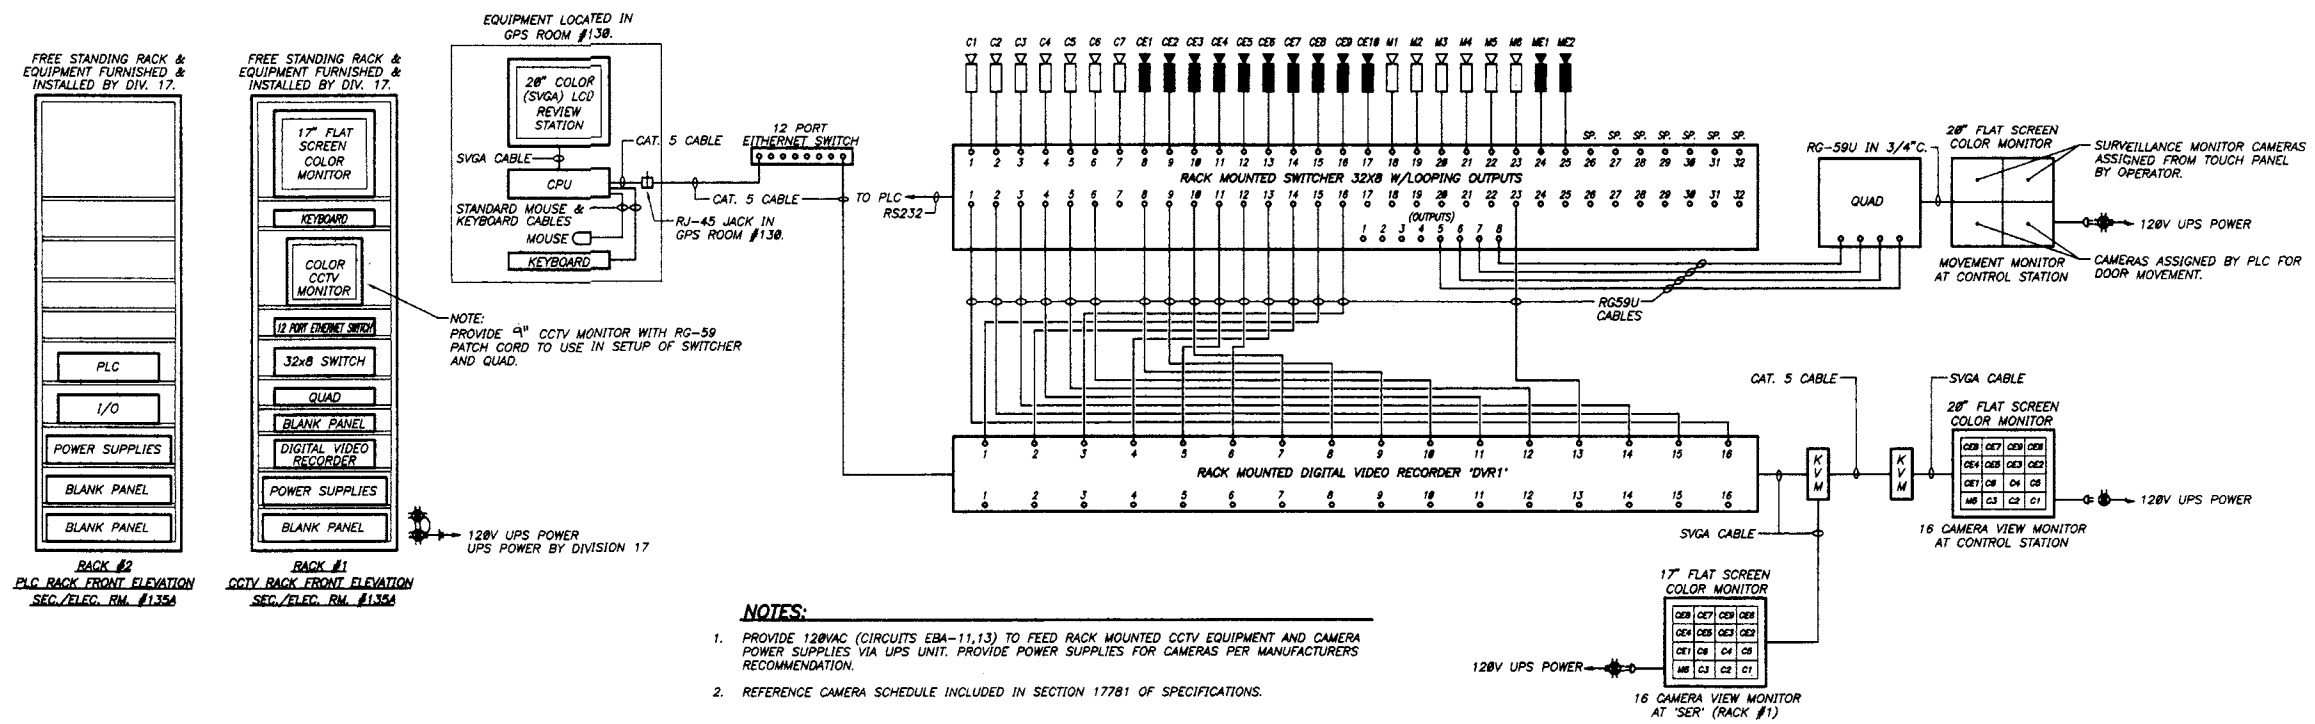 FREE STANDING RACK &
EQUIPMENT FURNISHED &
INSTALLED BY DIV. 17.
PLC
I/O
POWER SUPPLIES
BLANK PANEL
BLANK PANEL
RACK #2
PLC RACK FRONT ELEVATION
SEC./ELEC. RM. #135A
FREE STANDING RACK &
EQUIPMENT FURNISHED &
INSTALLED BY DIV. 17.
17" FLAT
SCREEN
COLOR
MONITOR
KEYBOARD
COLOR
CCTV
MONITOR
12 PORT ETHERNET SWITCH
32x8 SWITCH
QUAD
BLANK PANEL
DIGITAL VIDEO
RECORDER
POWER SUPPLIES
BLANK PANEL
RACK #1
CCTV RACK FRONT ELEVATION
SEC./ELEC. RM. #135A
120V UPS POWER
UPS POWER BY DIVISION 17
NOTE:
PROVIDE 9" CCTV MONITOR WITH RG-59
PATCH CORD TO USE IN SETUP OF SWITCHER
AND QUAD.
EQUIPMENT LOCATED IN
GPS ROOM #130.
20" COLOR
(SVGA) LCD
REVIEW
STATION
SVGA CABLE
CPU
STANDARD MOUSE &
KEYBOARD CABLES
MOUSE
KEYBOARD
CAT. 5 CABLE
RJ-45 JACK IN
GPS ROOM #130.
12 PORT
EITHERNET SWITCH
CAT. 5 CABLE
TO PLC
RS232
C1 C2 C3 C4 C5 C6 C7 CE1 CE2 CE3 CE4 CE5 CE6 CE7 CE8 CE9 CE10 M1 M2 M3 M4 M5 M6 ME1 ME2
SP. SP. SP. SP. SP. SP. SP.
1 2 3 4 5 6 7 8 9 10 11 12 13 14 15 16 17 18 19 20 21 22 23 24 25 26 27 28 29 30 31 32
RACK MOUNTED SWITCHER 32X8 W/LOOPING OUTPUTS
1 2 3 4 5 6 7 8 9 10 11 12 13 14 15 16 17 18 19 20 21 22 23 24 25 26 27 28 29 30 31 32
(OUTPUTS)
1 2 3 4 5 6 7 8
RG59U
CABLES
1 2 3 4 5 6 7 8 9 10 11 12 13 14 15 16
RACK MOUNTED DIGITAL VIDEO RECORDER 'DVR1'
1 2 3 4 5 6 7 8 9 10 11 12 13 14 15 16
QUAD
RG-59U IN 3/4"C.
20" FLAT SCREEN
COLOR MONITOR
SURVEILLANCE MONITOR CAMERAS
ASSIGNED FROM TOUCH PANEL
BY OPERATOR.
120V UPS POWER
MOVEMENT MONITOR
AT CONTROL STATION
CAMERAS ASSIGNED BY PLC FOR
DOOR MOVEMENT.
CAT. 5 CABLE
SVGA CABLE
KVM
KVM
20" FLAT SCREEN
COLOR MONITOR
CE8 CE7 CE9 CE6
CE4 CE5 CE3 CE2
CE1 C6 C4 C5
M6 C3 C2 C1
120V UPS POWER
16 CAMERA VIEW MONITOR
AT CONTROL STATION
SVGA CABLE
17" FLAT SCREEN
COLOR MONITOR
CE8 CE7 CE9 CE6
CE4 CE5 CE3 CE2
CE1 C6 C4 C5
M6 C3 C2 C1
120V UPS POWER
16 CAMERA VIEW MONITOR
AT 'SER' (RACK #1)
NOTES:
1. PROVIDE 120VAC (CIRCUITS EBA-11,13) TO FEED RACK MOUNTED CCTV EQUIPMENT AND CAMERA
POWER SUPPLIES VIA UPS UNIT. PROVIDE POWER SUPPLIES FOR CAMERAS PER MANUFACTURERS
RECOMMENDATION.
2. REFERENCE CAMERA SCHEDULE INCLUDED IN SECTION 17781 OF SPECIFICATIONS.